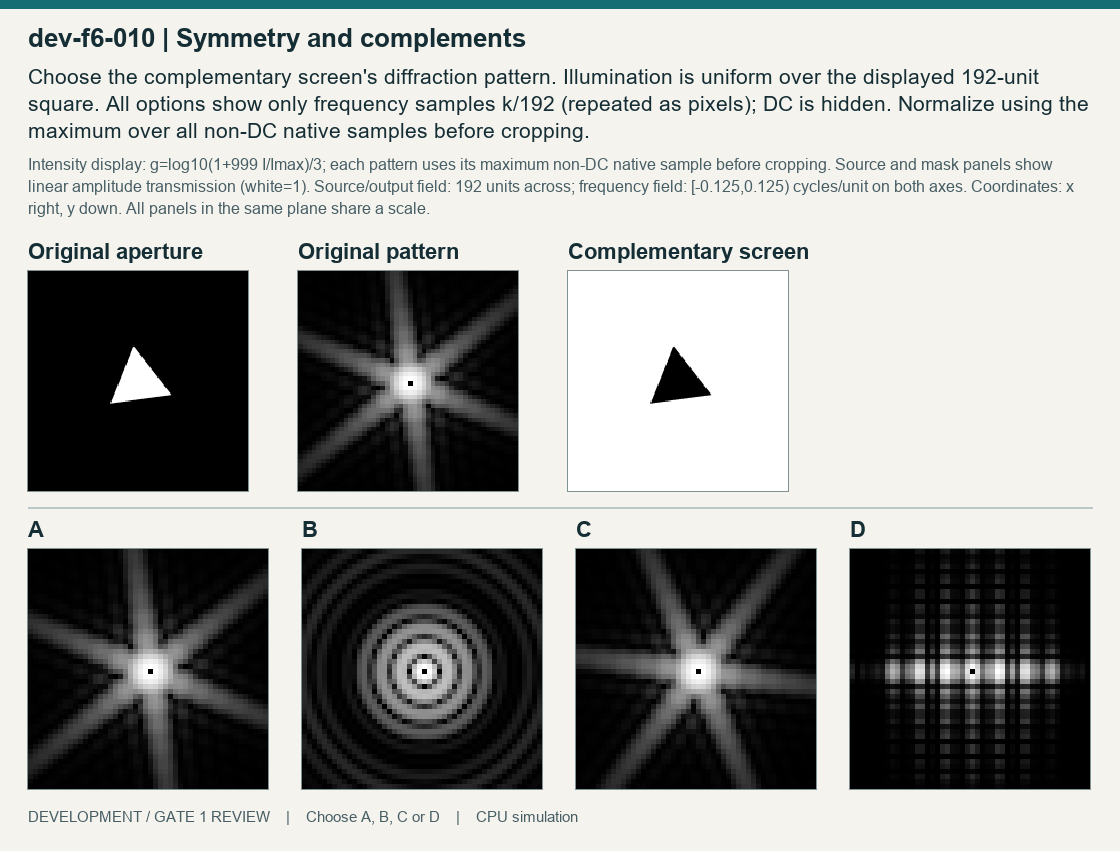 dev-f6-010 | Symmetry and complements
Choose the complementary screen's diffraction pattern. Illumination is uniform over the displayed 192-unit
square. All options show only frequency samples k/192 (repeated as pixels); DC is hidden. Normalize using the
maximum over all non-DC native samples before cropping.
Intensity display: g=log10(1+999 I/Imax)/3; each pattern uses its maximum non-DC native sample before cropping. Source and mask panels show
linear amplitude transmission (white=1). Source/output field: 192 units across; frequency field: [-0.125,0.125) cycles/unit on both axes. Coordinates: x
right, y down. All panels in the same plane share a scale.
Original aperture Original pattern Complementary screen
A B C D
DEVELOPMENT / GATE 1 REVIEW | Choose A, B, C or D | CPU simulation